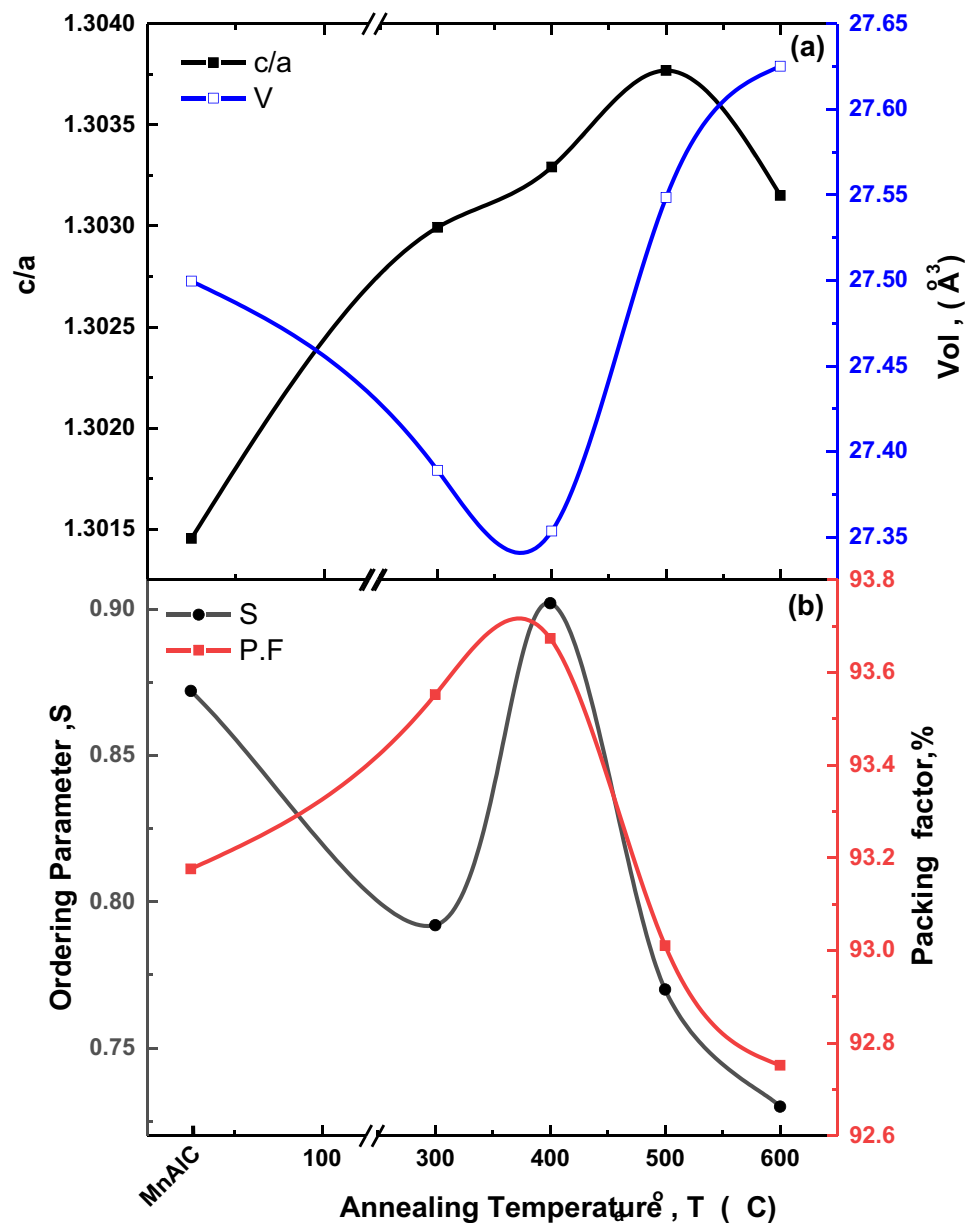 (a)
c/a
V
1.3040
1.3035
1.3030
1.3025
1.3020
1.3015
c/a
27.65
27.60
27.55
27.50
27.45
27.40
27.35
Vol , ( Å³ )
(b)
S
P.F
0.90
0.85
0.80
0.75
Ordering Parameter ,S
93.8
93.6
93.4
93.2
93.0
92.8
92.6
Packing factor,%
MnAlC 100 300 400 500 600
Annealing Temperature , Tₐ ( °C)